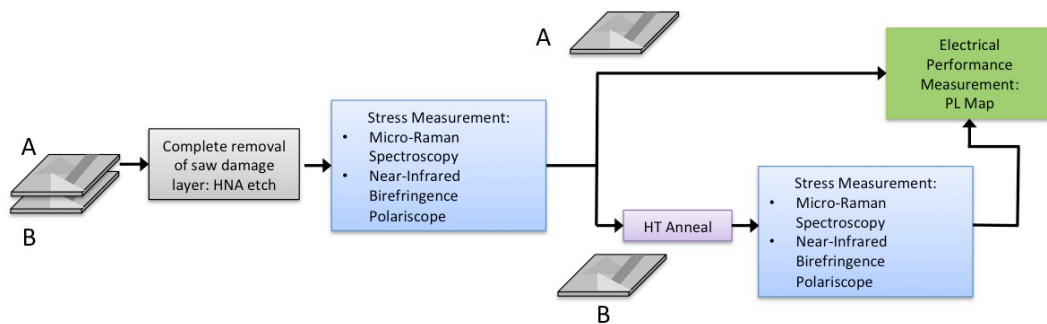 A
B
Complete removal
of saw damage
layer: HNA etch
Stress Measurement:
• Micro-Raman
Spectroscopy
• Near-Infrared
Birefringence
Polariscope
A
Electrical
Performance
Measurement:
PL Map
HT Anneal
B
Stress Measurement:
• Micro-Raman
Spectroscopy
• Near-Infrared
Birefringence
Polariscope